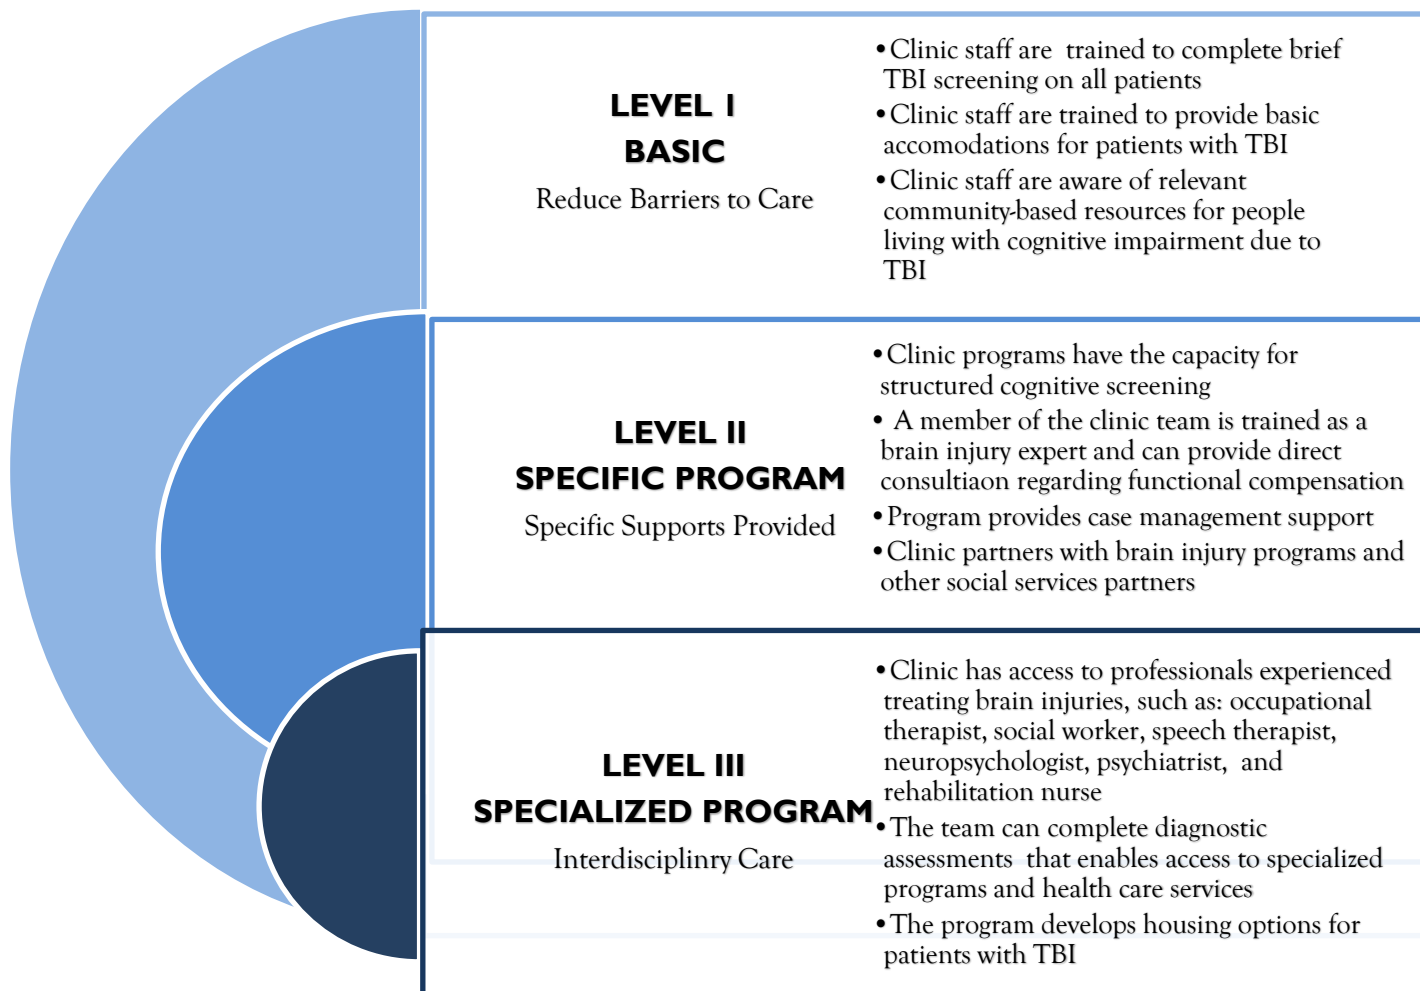 LEVEL I
BASIC
Reduce Barriers to Care
•Clinic staff are trained to complete brief
TBI screening on all patients
•Clinic staff are trained to provide basic
accomodations for patients with TBI
•Clinic staff are aware of relevant
community-based resources for people
living with cognitive impairment due to
TBI
LEVEL II
SPECIFIC PROGRAM
Specific Supports Provided
•Clinic programs have the capacity for
structured cognitive screening
• A member of the clinic team is trained as a
brain injury expert and can provide direct
consultiaon regarding functional compensation
•Program provides case management support
•Clinic partners with brain injury programs and
other social services partners
LEVEL III
SPECIALIZED PROGRAM
Interdisciplinry Care
•Clinic has access to professionals experienced
treating brain injuries, such as: occupational
therapist, social worker, speech therapist,
neuropsychologist, psychiatrist, and
rehabilitation nurse
•The team can complete diagnostic
assessments that enables access to specialized
programs and health care services
•The program develops housing options for
patients with TBI